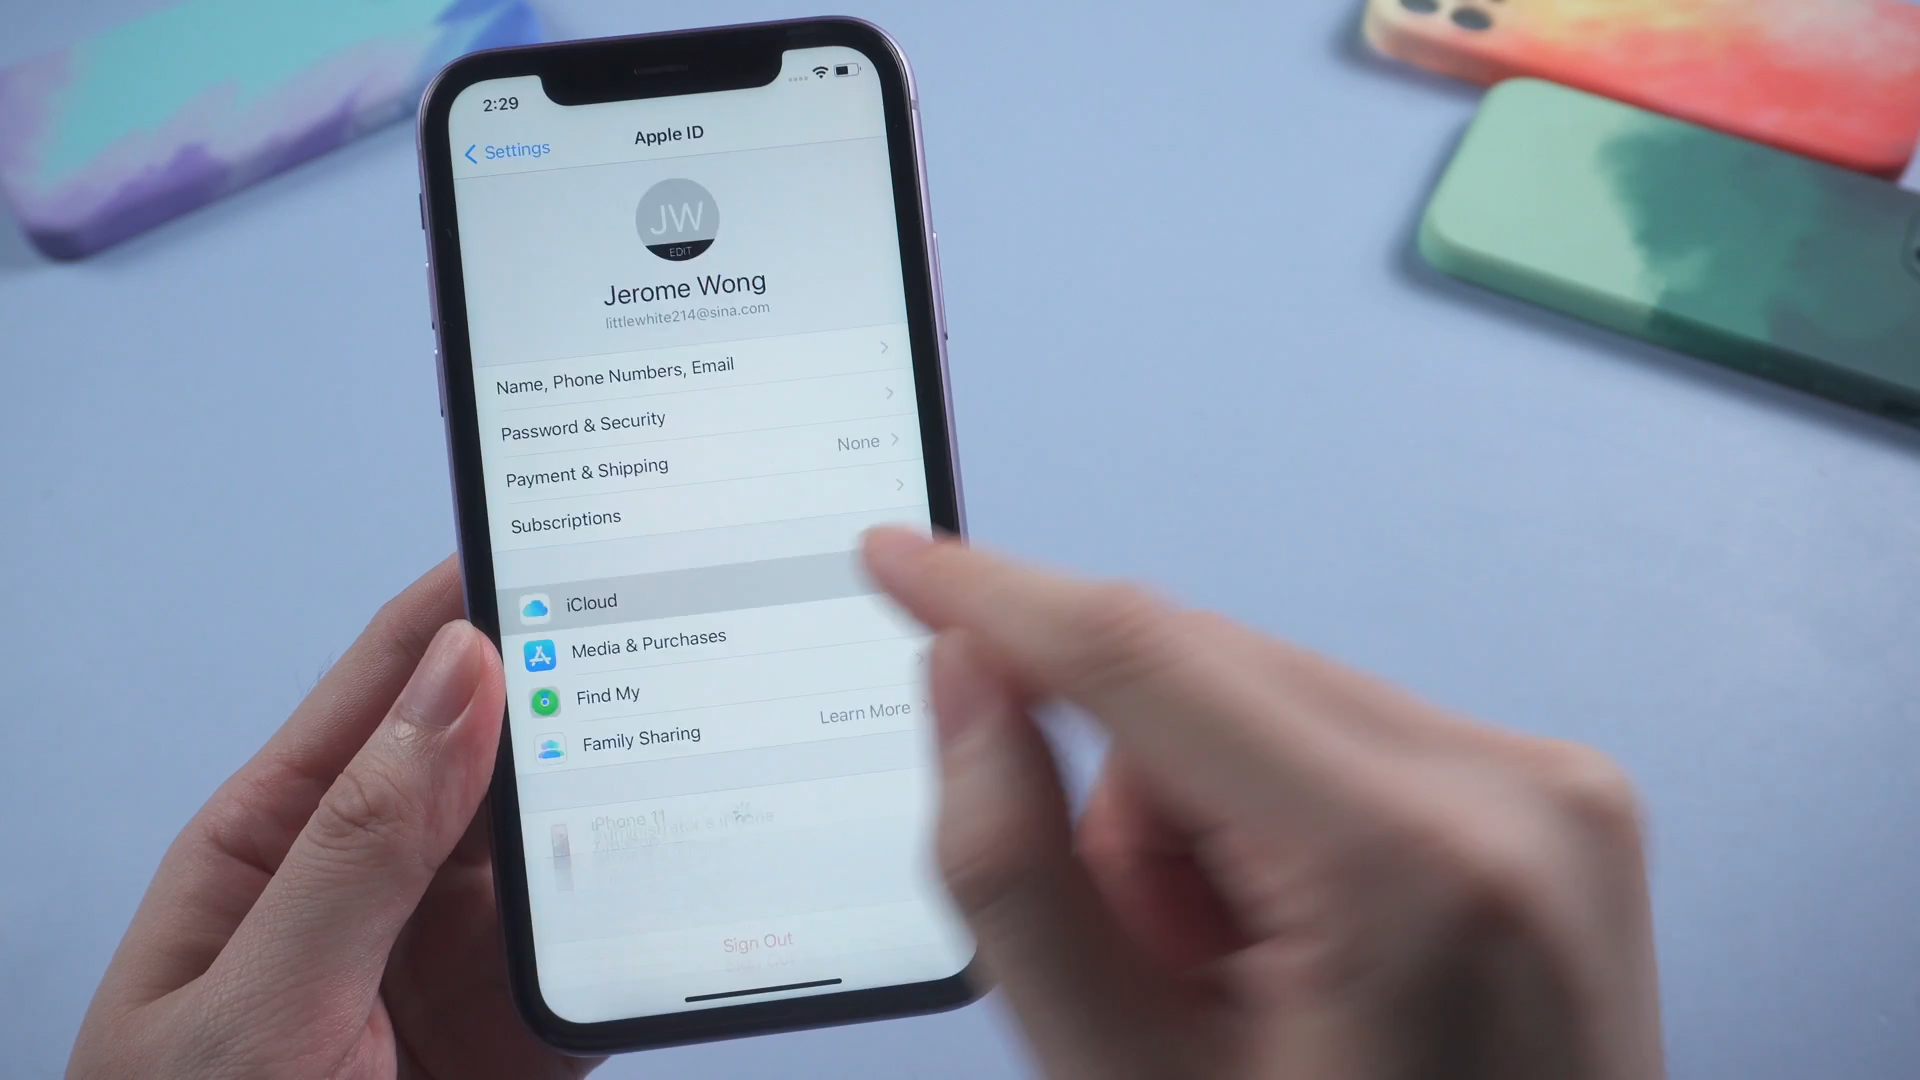 2:29
Settings
Apple ID
JW
EDIT
Jerome Wong
littlewhite214@sina.com
Name, Phone Numbers, Email
Password & Security
Payment & Shipping None
Subscriptions
iCloud
Media & Purchases
Find My
Family Sharing Learn More
iPhone 11
Sign Out